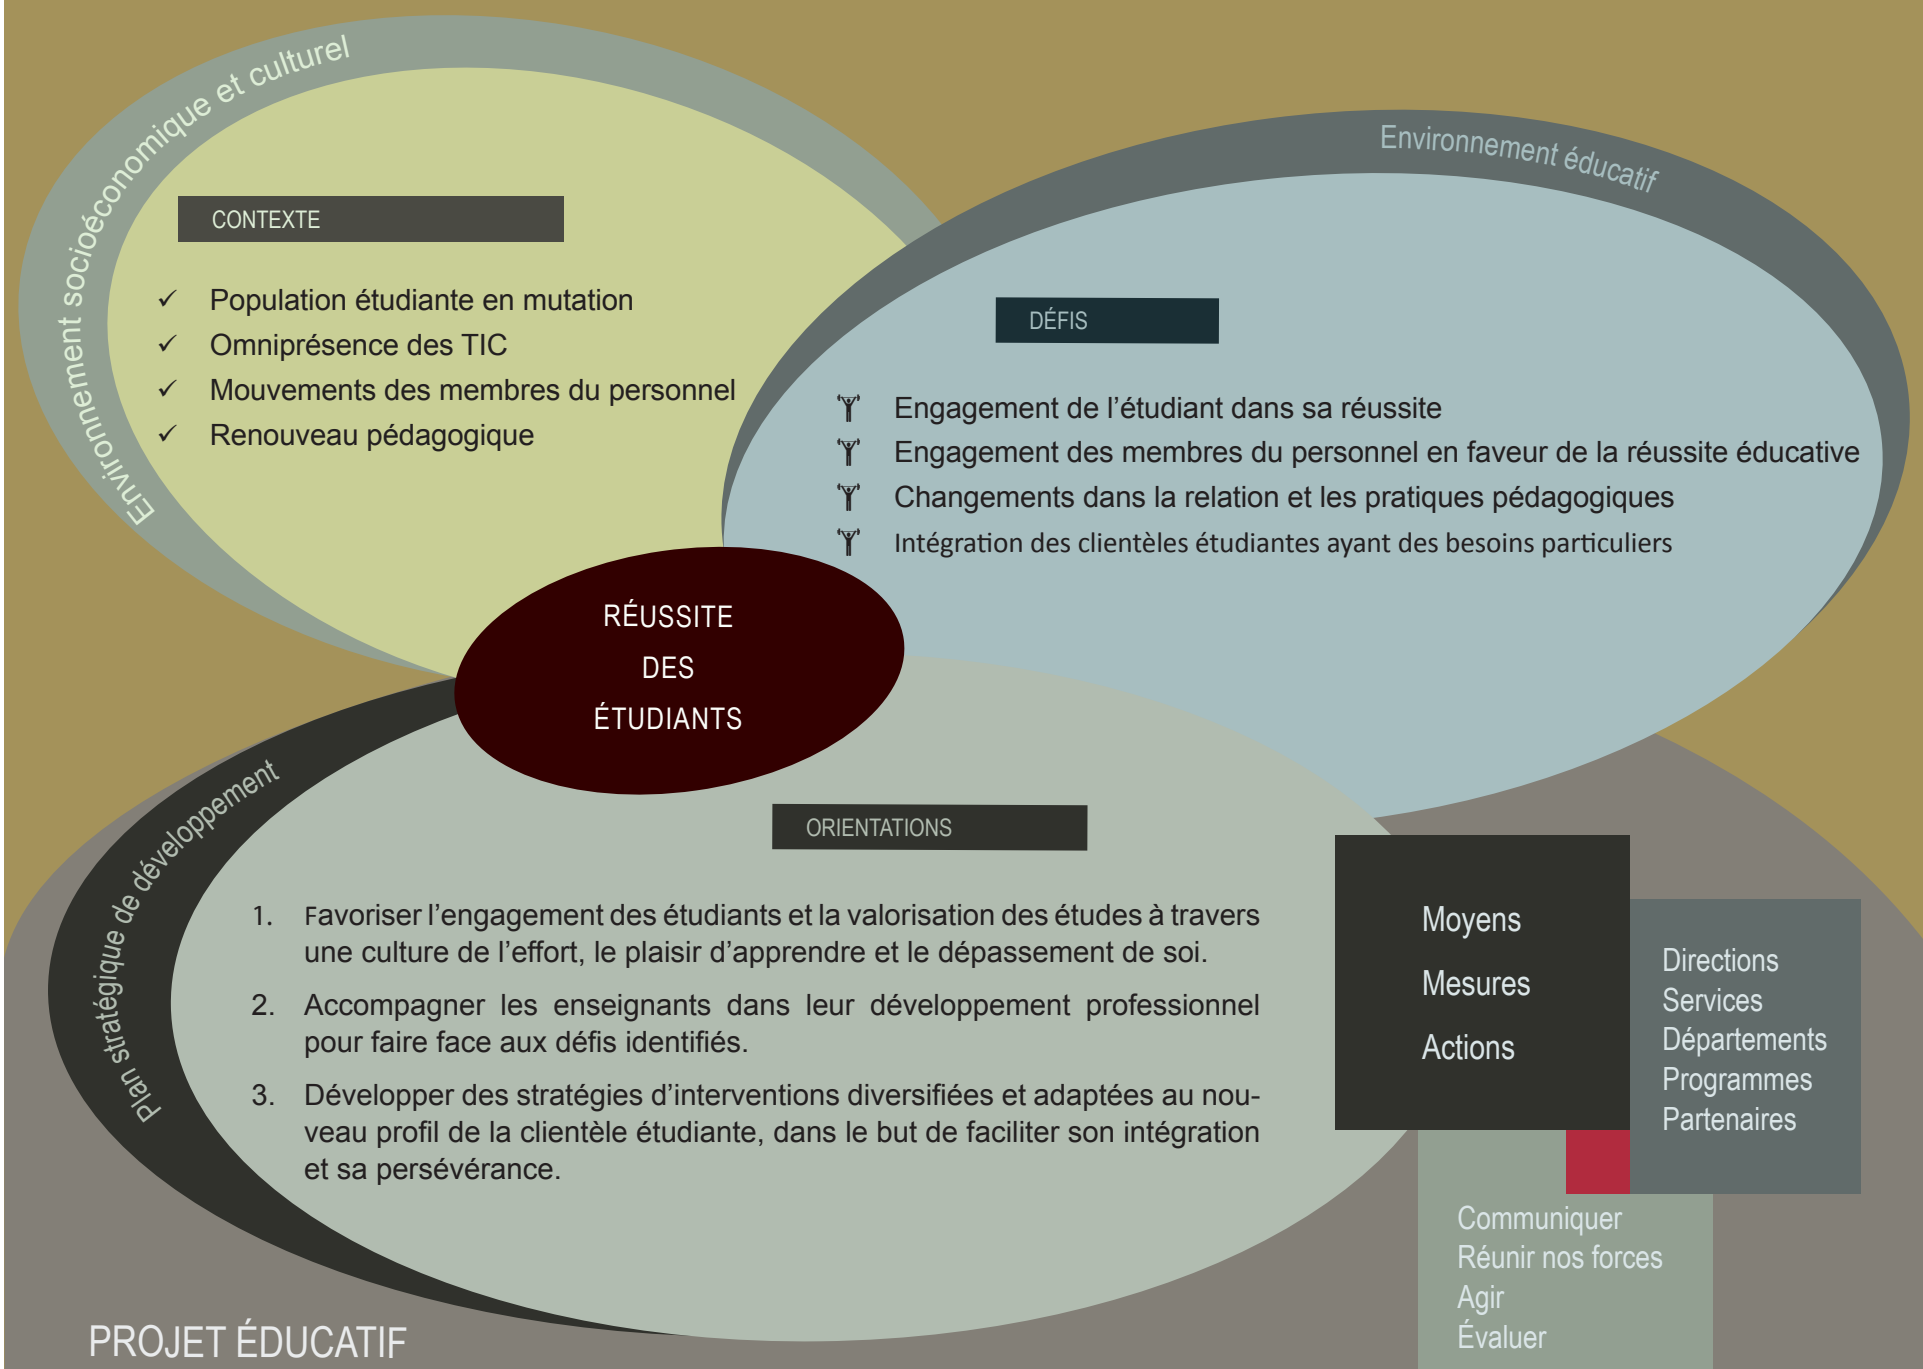 Environnement socioéconomique et culturel
CONTEXTE
✓ Population étudiante en mutation
✓ Omniprésence des TIC
✓ Mouvements des membres du personnel
✓ Renouveau pédagogique
Environnement éducatif
DÉFIS
Engagement de l’étudiant dans sa réussite
Engagement des membres du personnel en faveur de la réussite éducative
Changements dans la relation et les pratiques pédagogiques
Intégration des clientèles étudiantes ayant des besoins particuliers
RÉUSSITE
DES
ÉTUDIANTS
Plan stratégique de développement
ORIENTATIONS
1. Favoriser l’engagement des étudiants et la valorisation des études à travers
une culture de l’effort, le plaisir d’apprendre et le dépassement de soi.
2. Accompagner les enseignants dans leur développement professionnel
pour faire face aux défis identifiés.
3. Développer des stratégies d’interventions diversifiées et adaptées au nou-
veau profil de la clientèle étudiante, dans le but de faciliter son intégration
et sa persévérance.
Moyens
Mesures
Actions
Directions
Services
Départements
Programmes
Partenaires
Communiquer
Réunir nos forces
Agir
Évaluer
PROJET ÉDUCATIF